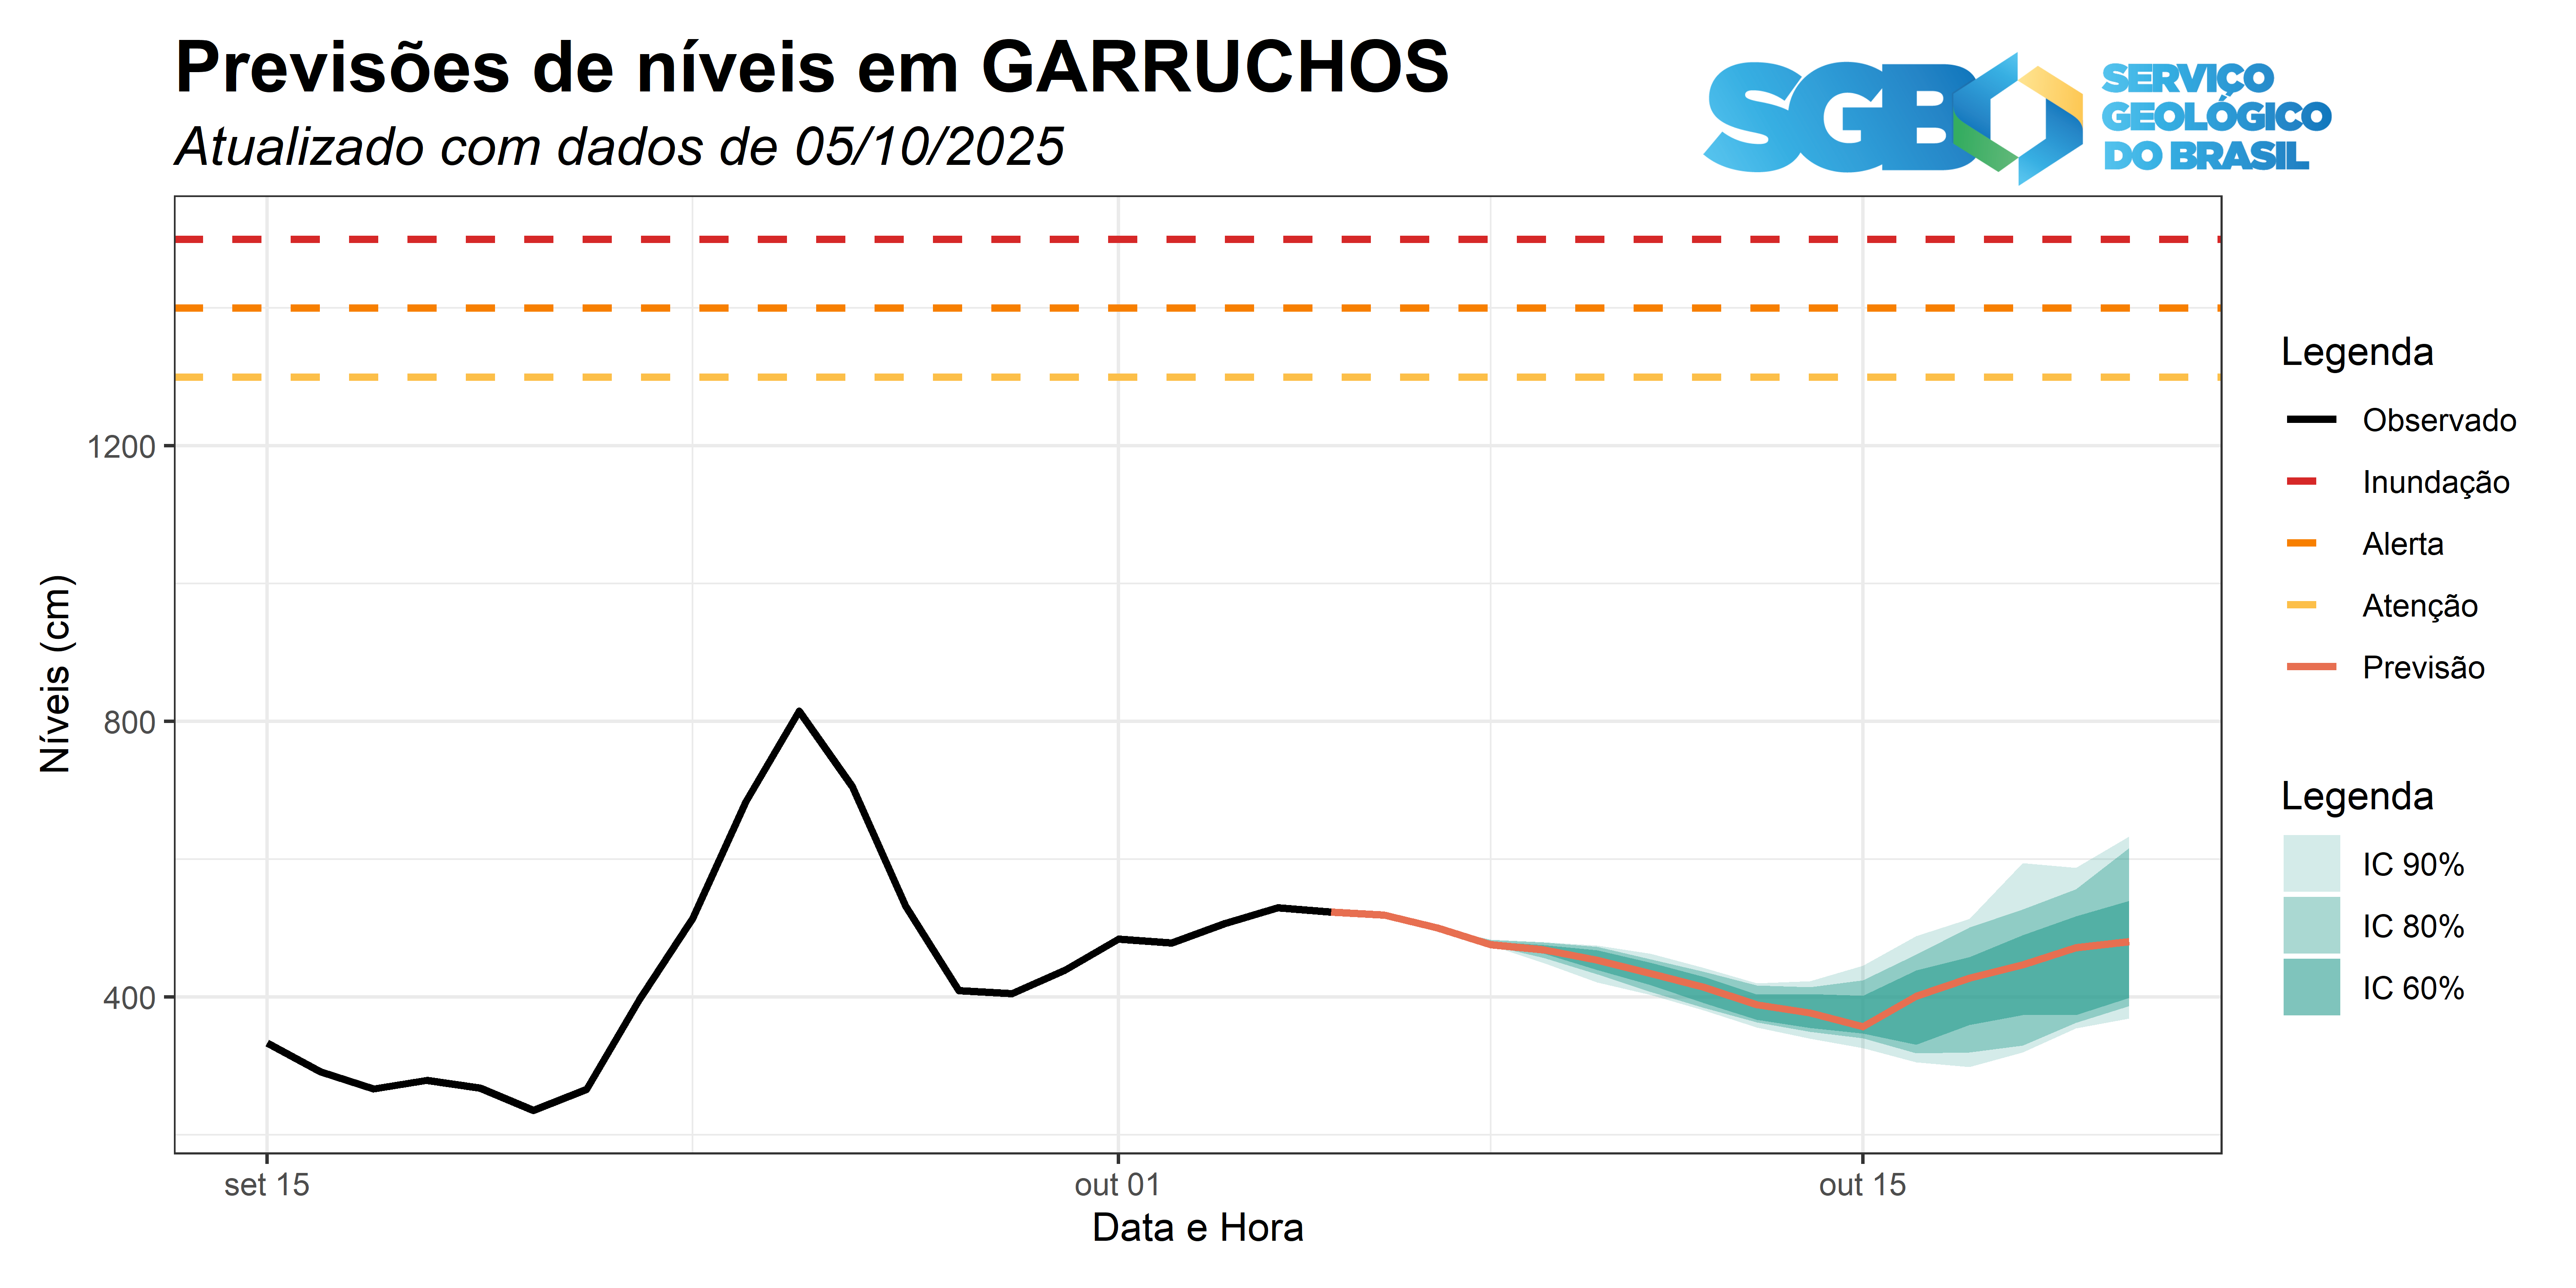 Previsões de níveis em GARRUCHOS
Atualizado com dados de 05/10/2025
SGB
SERVIÇO
GEOLÓGICO
DO BRASIL
Níveis (cm)
1200
800
400
set 15
out 01
out 15
Data e Hora
Legenda
Observado
Inundação
Alerta
Atenção
Previsão
Legenda
IC 90%
IC 80%
IC 60%